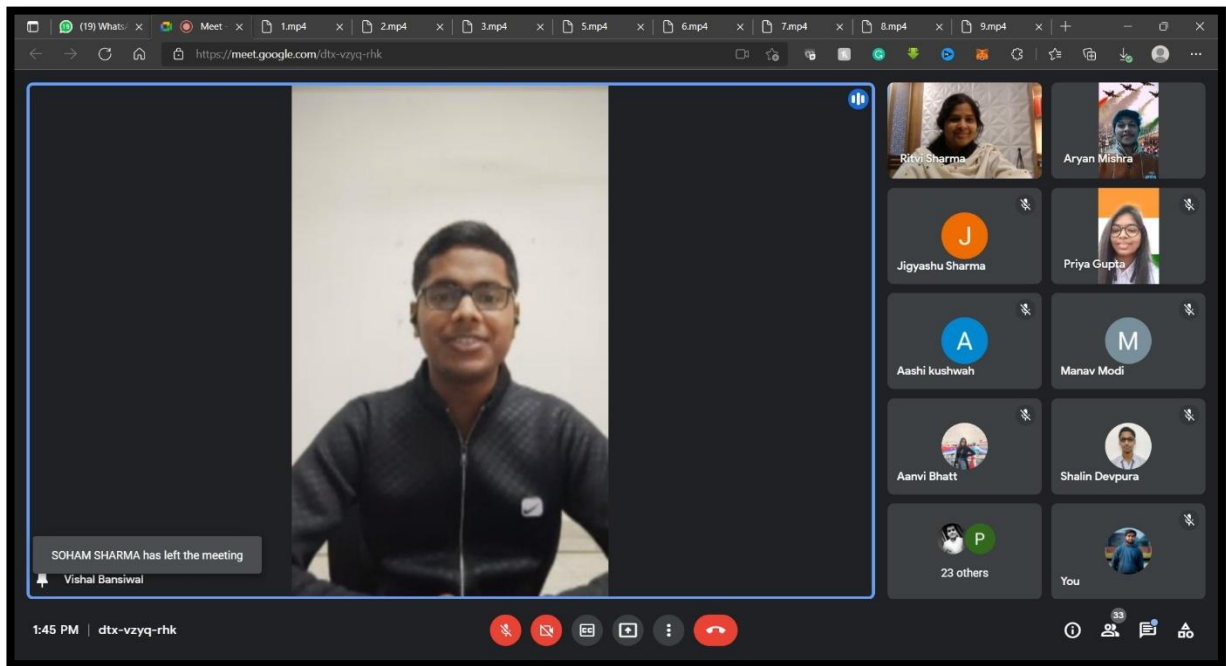 (19) Whats
Meet -
1.mp4
2.mp4
3.mp4
5.mp4
6.mp4
7.mp4
8.mp4
9.mp4
https://meet.google.com/dtx-vzyq-rhk
Ritvi Sharma
Aryan Mishra
J
Jigyashu Sharma
Priya Gupta
A
Aashi kushwah
M
Manav Modi
Aanvi Bhatt
Shalin Devpura
P
23 others
You
SOHAM SHARMA has left the meeting
Vishal Bansiwal
1:45 PM | dtx-vzyq-rhk
CC
33